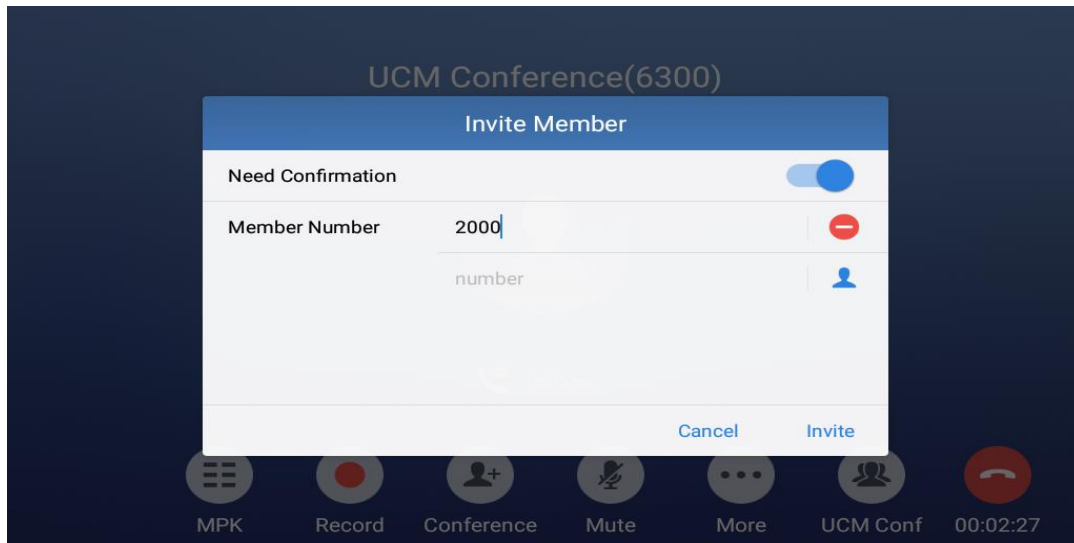 UCM Conference(6300)
Invite Member
Need Confirmation
Member Number 2000
number
Cancel Invite
MPK Record Conference Mute More UCM Conf 00:02:27